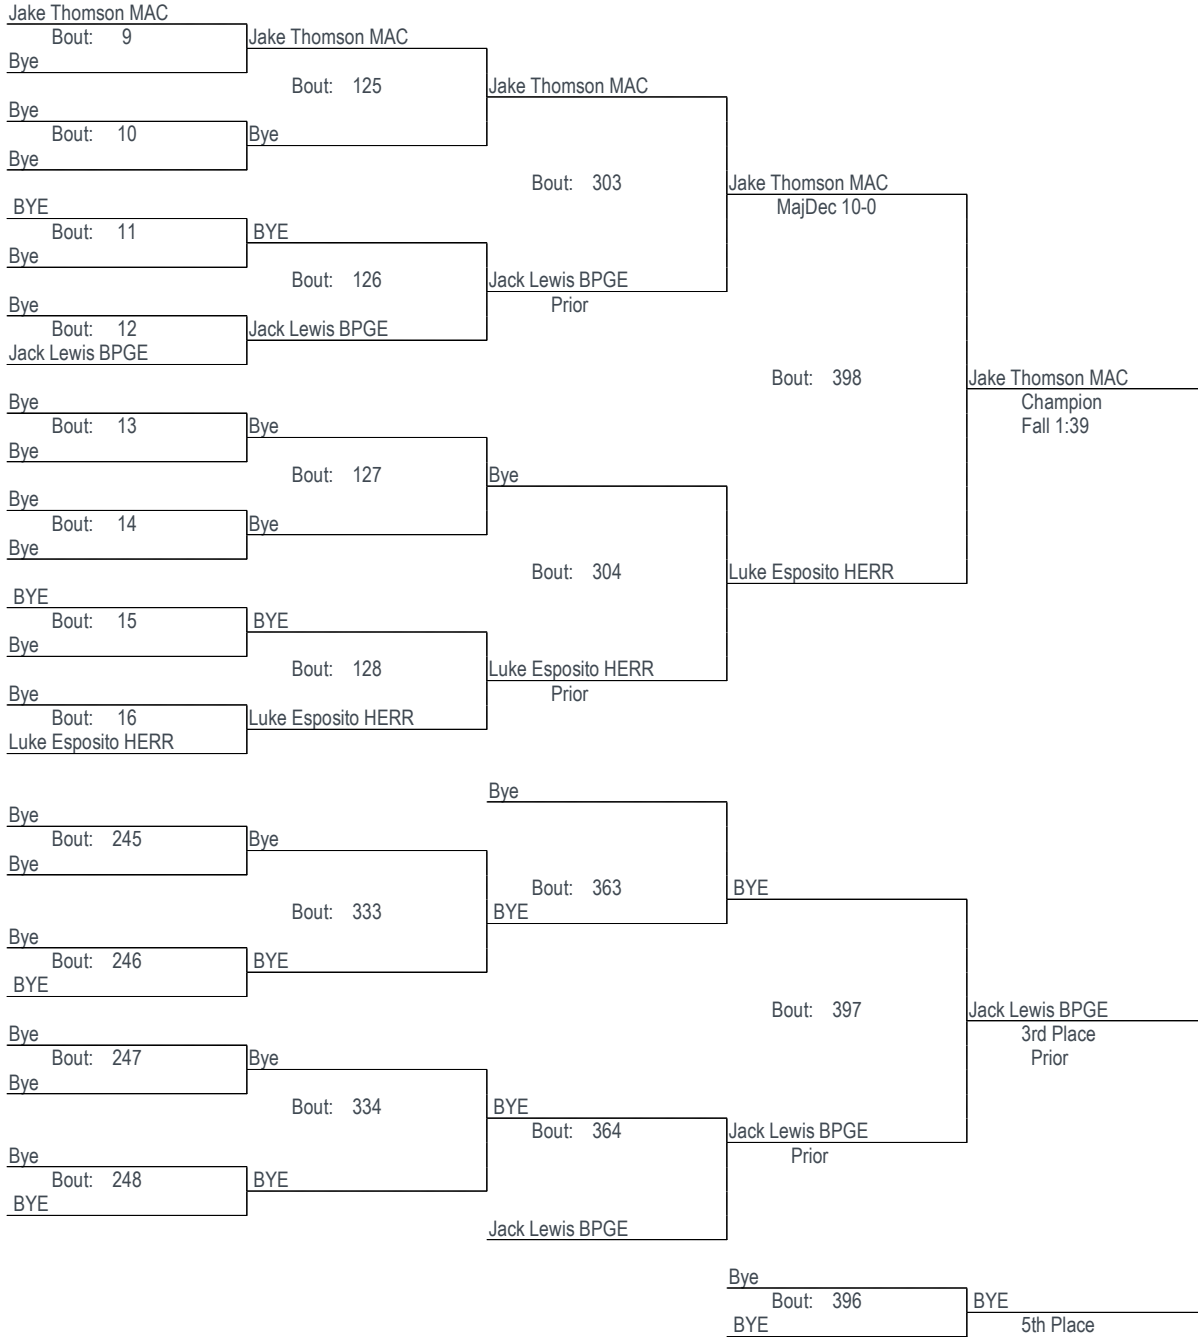 Jake Thomson MAC
Bout: 9
Jake Thomson MAC
Bye
Bout: 125
Jake Thomson MAC
Bye
Bout: 10
Bye
Bye
Bout: 303
Jake Thomson MAC
BYE
MajDec 10-0
Bout: 11
BYE
Bye
Bout: 126
Jack Lewis BPGE
Bye
Prior
Bout: 12
Jack Lewis BPGE
Jack Lewis BPGE
Bout: 398
Jake Thomson MAC
Bye
Champion
Bout: 13
Bye
Fall 1:39
Bye
Bout: 127
Bye
Bye
Bout: 14
Bye
Bye
Bout: 304
Luke Esposito HERR
BYE
Bout: 15
BYE
Bye
Bout: 128
Luke Esposito HERR
Bye
Prior
Bout: 16
Luke Esposito HERR
Luke Esposito HERR
Bye
Bye
Bout: 245
Bye
Bye
Bout: 363
BYE
Bout: 333
BYE
Bye
Bout: 246
BYE
BYE
Bout: 397
Jack Lewis BPGE
Bye
3rd Place
Bout: 247
Bye
Prior
Bye
Bout: 334
BYE
Bout: 364
Jack Lewis BPGE
Bye
Prior
Bout: 248
BYE
BYE
Jack Lewis BPGE
Bye
Bout: 396
BYE
BYE
5th Place